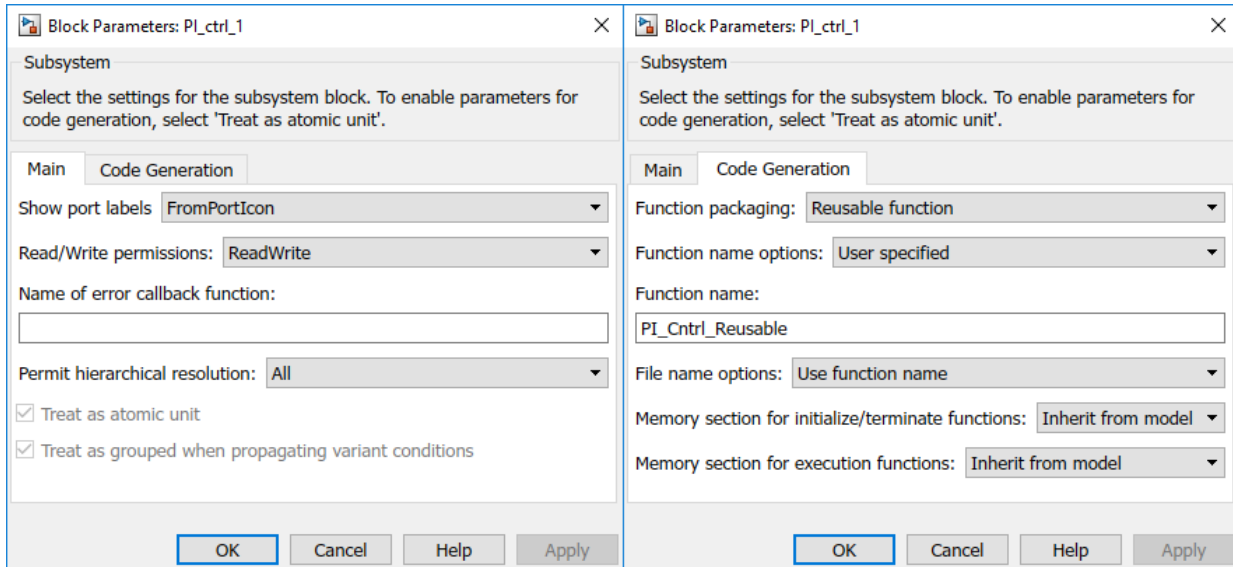 Block Parameters: PI_ctrl_1
Subsystem
Select the settings for the subsystem block. To enable parameters for
code generation, select 'Treat as atomic unit'.
Main Code Generation
Show port labels FromPortIcon
Read/Write permissions: ReadWrite
Name of error callback function:
Permit hierarchical resolution: All
Treat as atomic unit
Treat as grouped when propagating variant conditions
OK Cancel Help Apply
Block Parameters: PI_ctrl_1
Subsystem
Select the settings for the subsystem block. To enable parameters for
code generation, select 'Treat as atomic unit'.
Main Code Generation
Function packaging: Reusable function
Function name options: User specified
Function name:
PI_Cntrl_Reusable
File name options: Use function name
Memory section for initialize/terminate functions: Inherit from model
Memory section for execution functions: Inherit from model
OK Cancel Help Apply